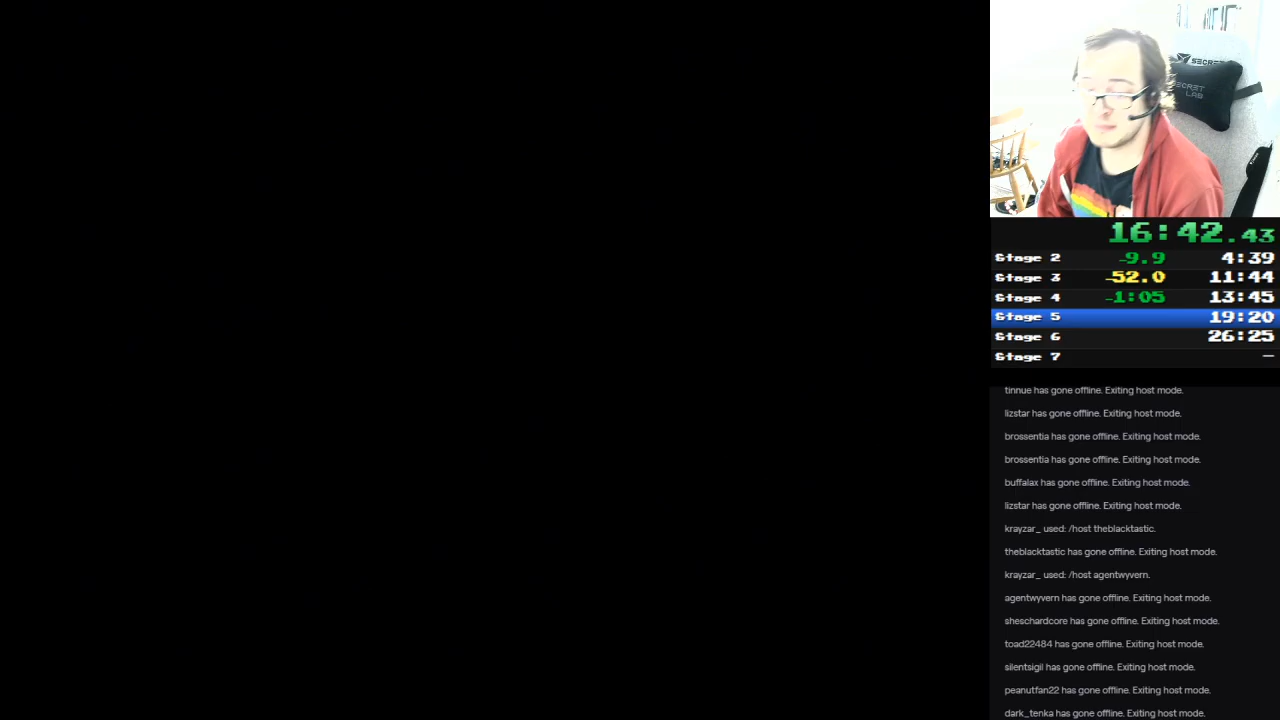 SECRET
SECRET
LAB
16:42.43
Stage 2 -9.9 4:39
Stage 3 -52.0 11:44
Stage 4 -1:05 13:45
Stage 5 19:20
Stage 6 26:25
Stage 7 —
tinnue has gone offline. Exiting host mode.
lizstar has gone offline. Exiting host mode.
brossentia has gone offline. Exiting host mode.
brossentia has gone offline. Exiting host mode.
buffalax has gone offline. Exiting host mode.
lizstar has gone offline. Exiting host mode.
krayzar_ used: /host theblacktastic.
theblacktastic has gone offline. Exiting host mode.
krayzar_ used: /host agentwyvern.
agentwyvern has gone offline. Exiting host mode.
sheschardcore has gone offline. Exiting host mode.
toad22484 has gone offline. Exiting host mode.
silentsigil has gone offline. Exiting host mode.
peanutfan22 has gone offline. Exiting host mode.
dark_tenka has gone offline. Exiting host mode.